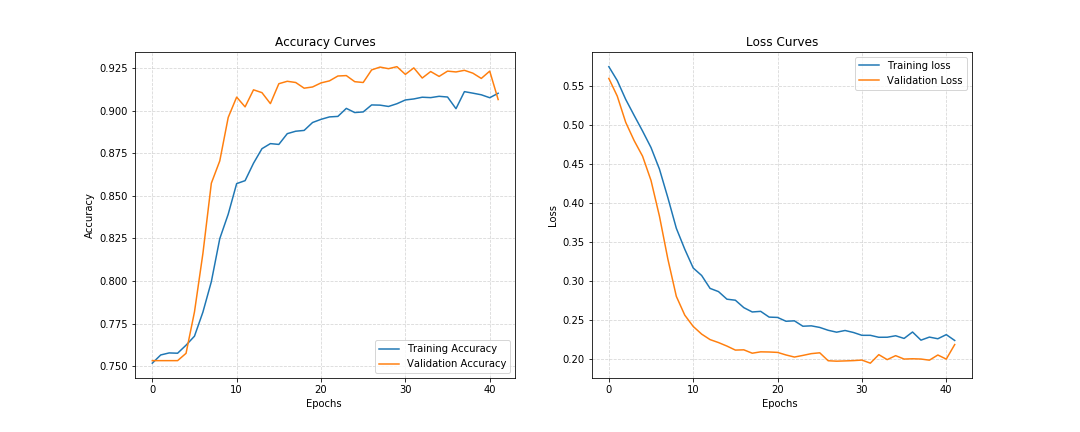 Accuracy Curves
Accuracy
0.925
0.900
0.875
0.850
0.825
0.800
0.775
0.750
Training Accuracy
Validation Accuracy
0
10
20
30
40
Epochs
Loss Curves
Loss
Training loss
Validation Loss
0.55
0.50
0.45
0.40
0.35
0.30
0.25
0.20
0
10
20
30
40
Epochs